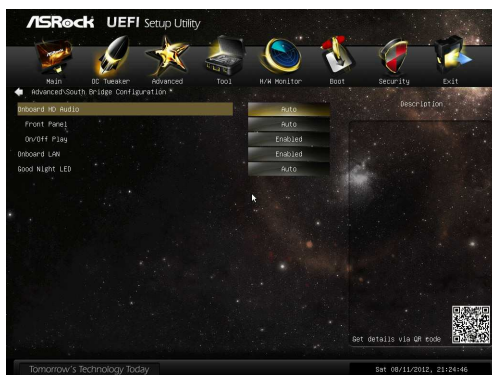 ASRock UEFI Setup Utility
Main OC Tweaker Advanced Tool H/W Monitor Boot Security Exit
Advanced\South Bridge Configuration
Description
Onboard HD Audio Auto
Front Panel Auto
On/Off Play Enabled
Onboard LAN Enabled
Good Night LED Auto
Get details via QR code
Tomorrow's Technology Today
Sat 08/11/2012, 21:24:46